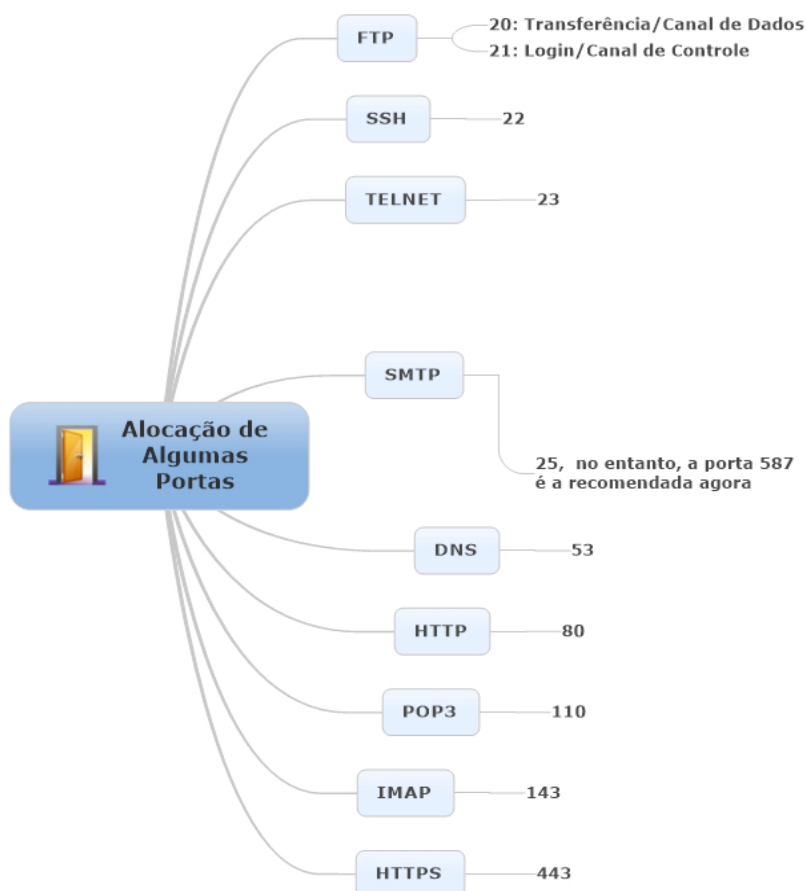 FTP
20: Transferência/Canal de Dados
21: Login/Canal de Controle
SSH
22
TELNET
23
SMTP
25,  no entanto, a porta 587
é a recomendada agora
Alocação de
Algumas
Portas
DNS
53
HTTP
80
POP3
110
IMAP
143
HTTPS
443